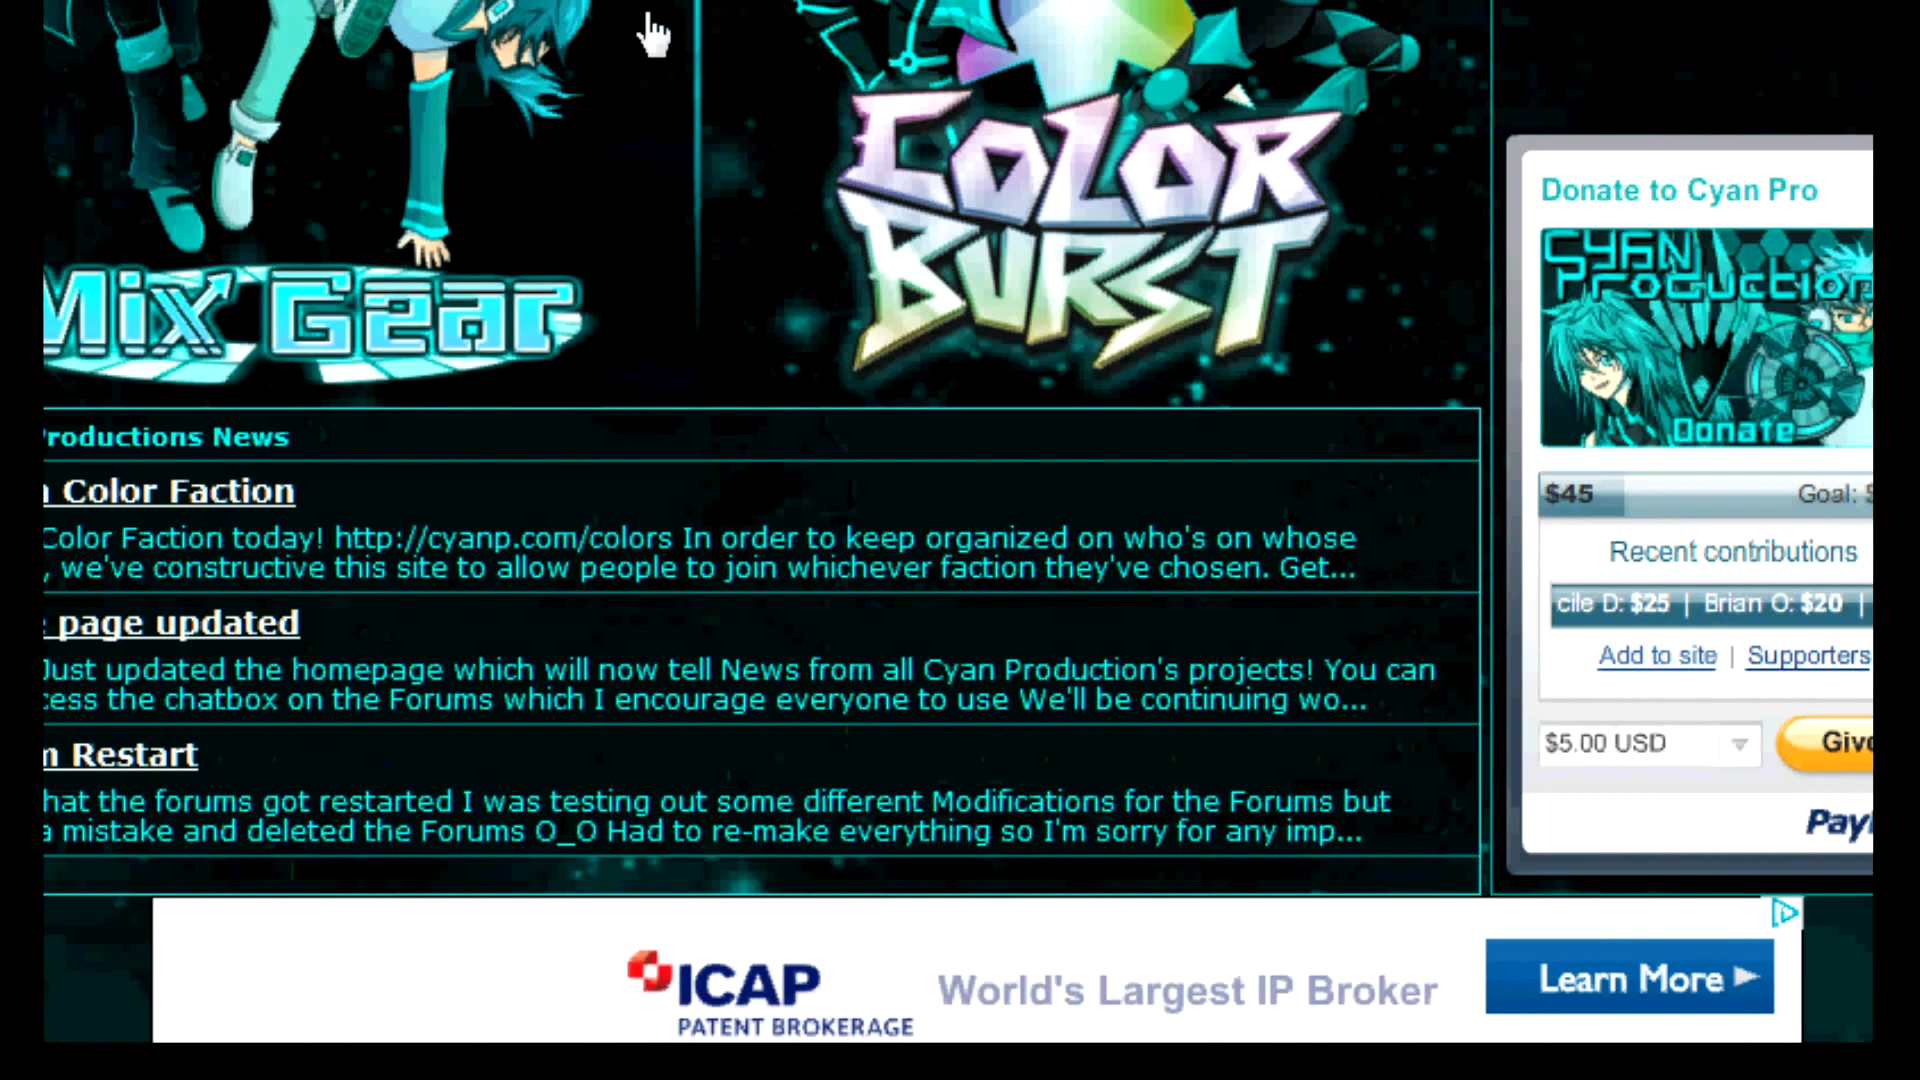 Mix Gear
COLOR
BURST
Productions News
Color Faction
Color Faction today! http://cyanp.com/colors In order to keep organized on who's on whose
, we've constructive this site to allow people to join whichever faction they've chosen. Get...
page updated
Just updated the homepage which will now tell News from all Cyan Production's projects! You can
cess the chatbox on the Forums which I encourage everyone to use We'll be continuing wo...
Restart
hat the forums got restarted I was testing out some different Modifications for the Forums but
a mistake and deleted the Forums O_O Had to re-make everything so I'm sorry for any imp...
Donate to Cyan Pro
CYAN
Production
Donate
$45 Goal:
Recent contributions
cile D: $25 | Brian O: $20 |
Add to site | Supporters
$5.00 USD
Give
Pay
ICAP
PATENT BROKERAGE
World's Largest IP Broker
Learn More